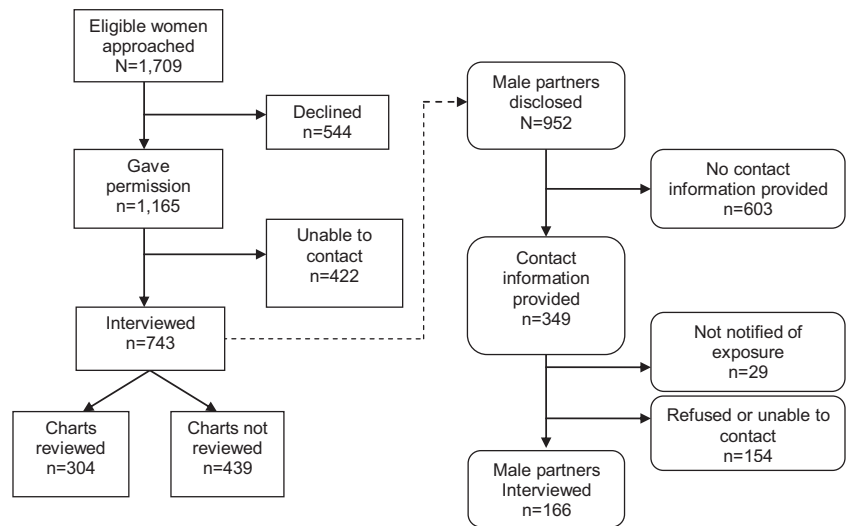 Eligible women
approached
N=1,709
Declined
n=544
Gave
permission
n=1,165
Unable to
contact
n=422
Interviewed
n=743
Charts
reviewed
n=304
Charts not
reviewed
n=439
Male partners
disclosed
N=952
No contact
information provided
n=603
Contact
information
provided
n=349
Not notified of
exposure
n=29
Refused or unable to
contact
n=154
Male partners
Interviewed
n=166